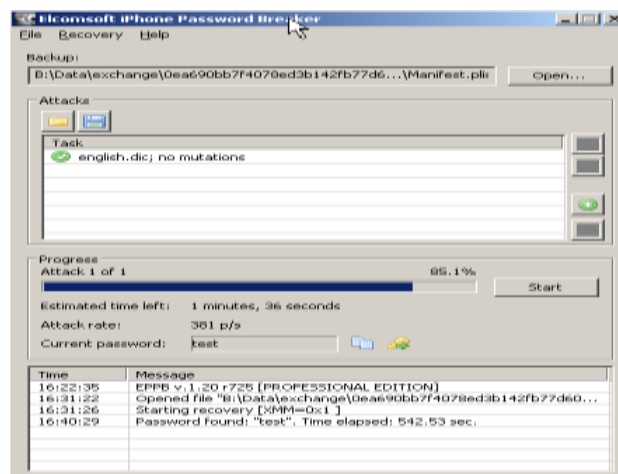 Elcomsoft iPhone Password Breaker
File Recovery Help
Backup:
B:\Data\exchange\0ea690bb7f4078ed3b142fb77d6...\Manifest.plis Open...
Attacks
Task
english.dic; no mutations
Progress
Attack 1 of 1 85.1%
Start
Estimated time left: 1 minutes, 36 seconds
Attack rate: 381 p/s
Current password: test
Time Message
16:22:35 EPPB v.1.20 r725 [PROFESSIONAL EDITION]
16:31:22 Opened file "B:\Data\exchange\0ea690bb7f4078ed3b142fb77d60...
16:31:26 Starting recovery [XMM=0x1 ]
16:40:29 Password found: "test". Time elapsed: 542.53 sec.